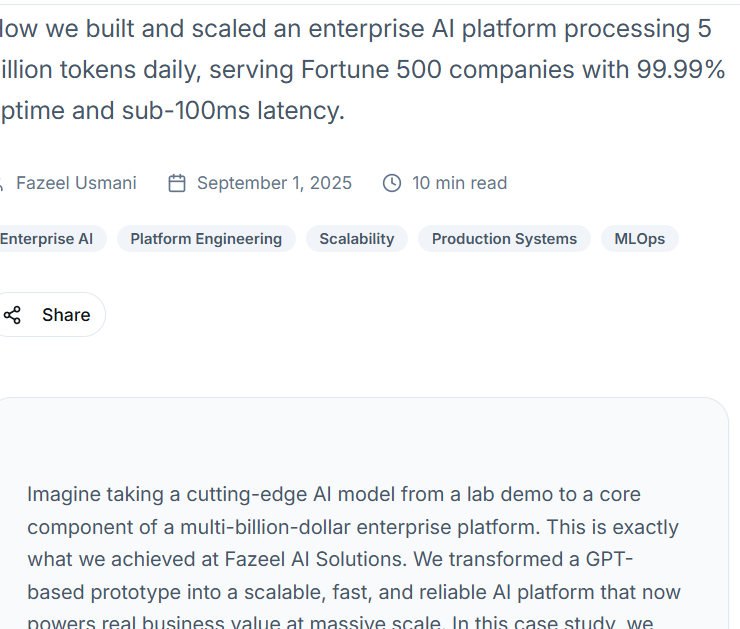 How we built and scaled an enterprise AI platform processing 5
illion tokens daily, serving Fortune 500 companies with 99.99%
ptime and sub-100ms latency.
Fazeel Usmani September 1, 2025 10 min read
Enterprise AI Platform Engineering Scalability Production Systems MLOps
Share
Imagine taking a cutting-edge AI model from a lab demo to a core
component of a multi-billion-dollar enterprise platform. This is exactly
what we achieved at Fazeel AI Solutions. We transformed a GPT-
based prototype into a scalable, fast, and reliable AI platform that now
powers real business value at massive scale. In this case study, we